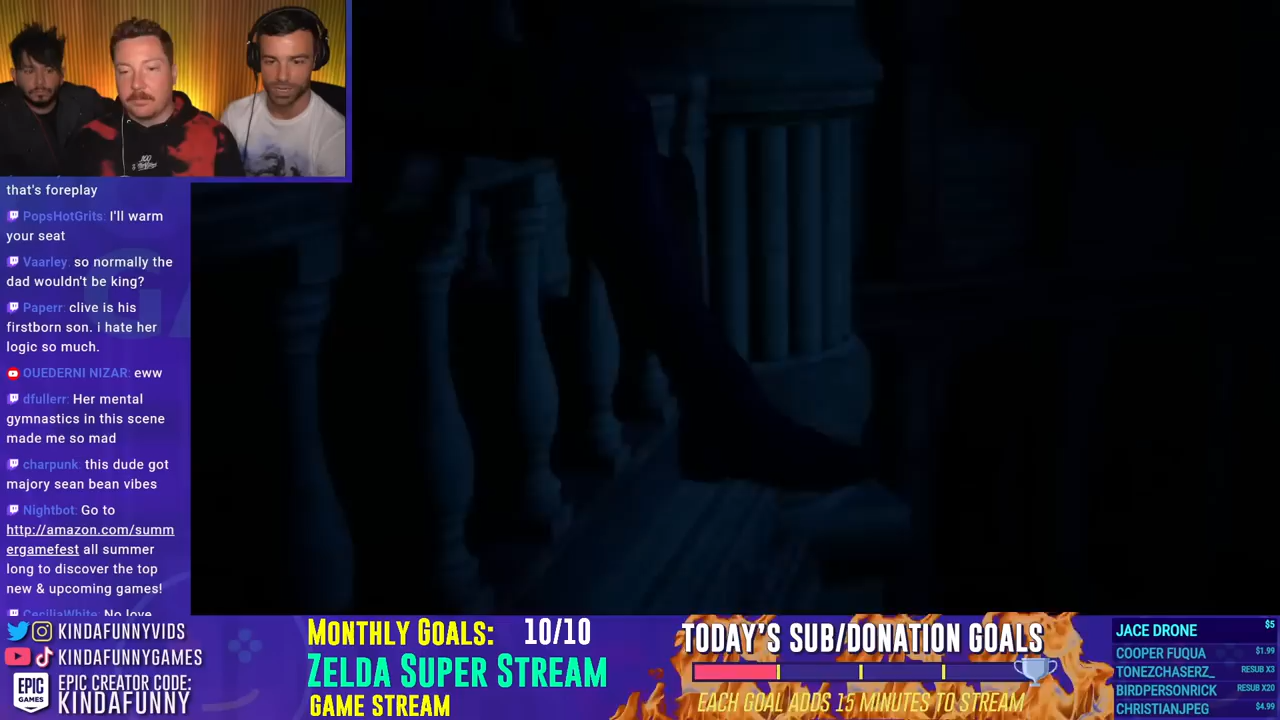 that's foreplay
PopsHotGrits: I'll warm
your seat
Vaarley: so normally the
dad wouldn't be king?
Paperr: clive is his
firstborn son. i hate her
logic so much.
OUEDERNI NIZAR: eww
dfullerr: Her mental
gymnastics in this scene
made me so mad
charpunk: this dude got
majory sean bean vibes
Nightbot: Go to
http://amazon.com/summ
ergamefest all summer
long to discover the top
new & upcoming games!
CeciliaWhite: No love
KINDAFUNNYVIDS
KINDAFUNNYGAMES
EPIC GAMES
EPIC CREATOR CODE:
KINDAFUNNY
MONTHLY GOALS: 10/10
ZELDA SUPER STREAM
GAME STREAM
TODAY'S SUB/DONATION GOALS
EACH GOAL ADDS 15 MINUTES TO STREAM
JACE DRONE $5
COOPER FUQUA $1.99
TONEZCHASERZ_ RESUB X3
BIRDPERSONRICK RESUB X20
CHRISTIANJPEG $4.99